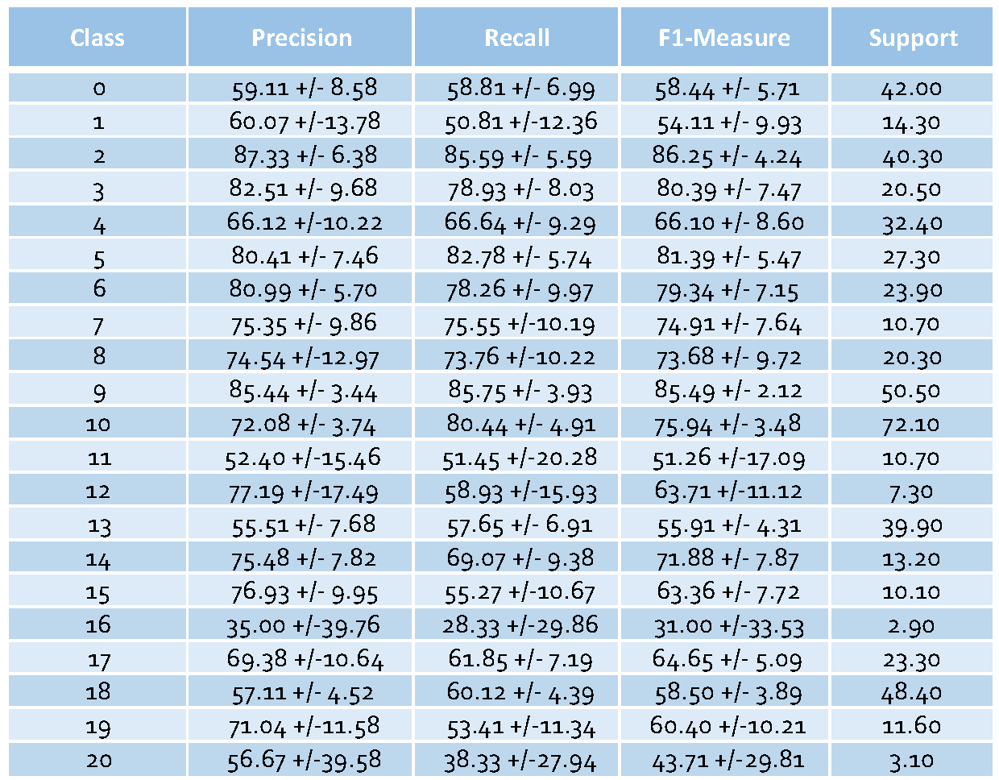 Class Precision Recall F1-Measure Support
0 59.11 +/- 8.58 58.81 +/- 6.99 58.44 +/- 5.71 42.00
1 60.07 +/-13.78 50.81 +/-12.36 54.11 +/- 9.93 14.30
2 87.33 +/- 6.38 85.59 +/- 5.59 86.25 +/- 4.24 40.30
3 82.51 +/- 9.68 78.93 +/- 8.03 80.39 +/- 7.47 20.50
4 66.12 +/-10.22 66.64 +/- 9.29 66.10 +/- 8.60 32.40
5 80.41 +/- 7.46 82.78 +/- 5.74 81.39 +/- 5.47 27.30
6 80.99 +/- 5.70 78.26 +/- 9.97 79.34 +/- 7.15 23.90
7 75.35 +/- 9.86 75.55 +/-10.19 74.91 +/- 7.64 10.70
8 74.54 +/-12.97 73.76 +/-10.22 73.68 +/- 9.72 20.30
9 85.44 +/- 3.44 85.75 +/- 3.93 85.49 +/- 2.12 50.50
10 72.08 +/- 3.74 80.44 +/- 4.91 75.94 +/- 3.48 72.10
11 52.40 +/-15.46 51.45 +/-20.28 51.26 +/-17.09 10.70
12 77.19 +/-17.49 58.93 +/-15.93 63.71 +/-11.12 7.30
13 55.51 +/- 7.68 57.65 +/- 6.91 55.91 +/- 4.31 39.90
14 75.48 +/- 7.82 69.07 +/- 9.38 71.88 +/- 7.87 13.20
15 76.93 +/- 9.95 55.27 +/-10.67 63.36 +/- 7.72 10.10
16 35.00 +/-39.76 28.33 +/-29.86 31.00 +/-33.53 2.90
17 69.38 +/-10.64 61.85 +/- 7.19 64.65 +/- 5.09 23.30
18 57.11 +/- 4.52 60.12 +/- 4.39 58.50 +/- 3.89 48.40
19 71.04 +/-11.58 53.41 +/-11.34 60.40 +/-10.21 11.60
20 56.67 +/-39.58 38.33 +/-27.94 43.71 +/-29.81 3.10